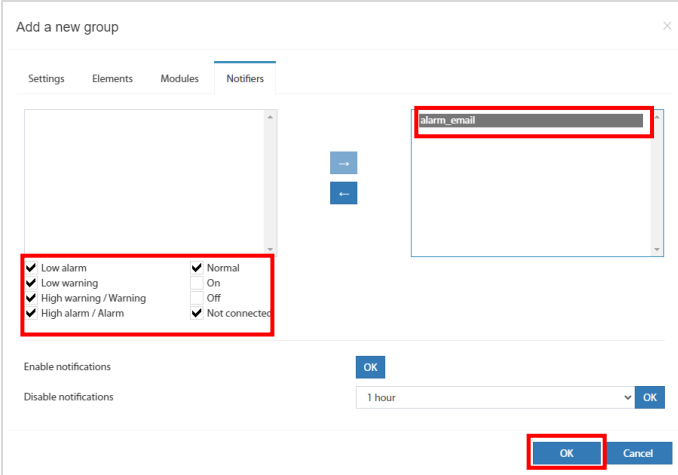 Add a new group
×
Settings Elements Modules Notifiers
alarm_email
→
←
Low alarm Normal
Low warning On
High warning / Warning Off
High alarm / Alarm Not connected
Enable notifications OK
Disable notifications 1 hour OK
OK Cancel